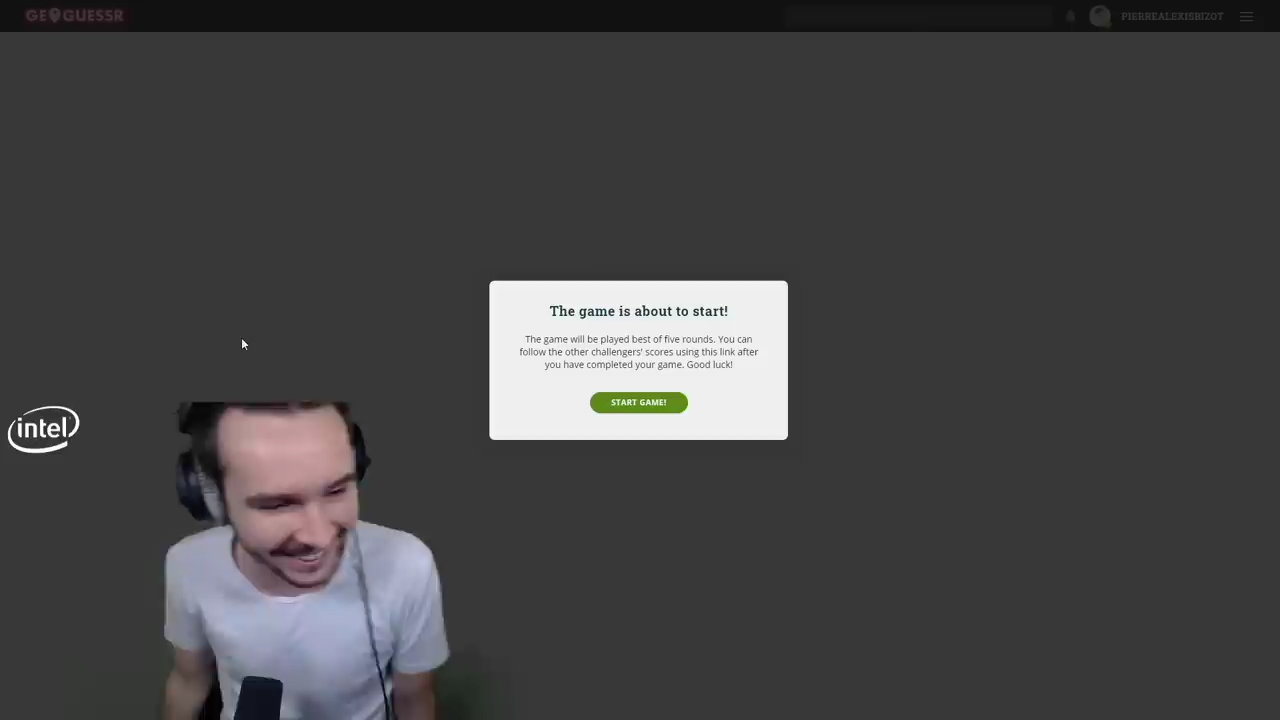 GEOGUESSR
PIERREALEXISBIZOT
The game is about to start!
The game will be played best of five rounds. You can
follow the other challengers' scores using this link after
you have completed your game. Good luck!
START GAME!
intel